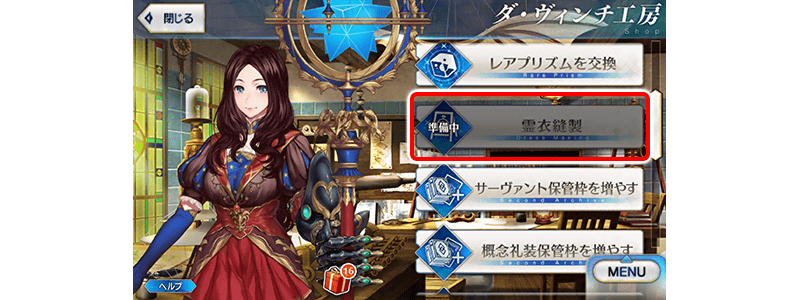 閉じる
ダ・ヴィンチ工房
Shop
レアプリズムを交換
Rare Prism
準備中
霊衣縫製
Dress Making
サーヴァント保管枠を増やす
Second Archive
概念礼装保管枠を増やす
Second Archive
16
ヘルプ
MENU